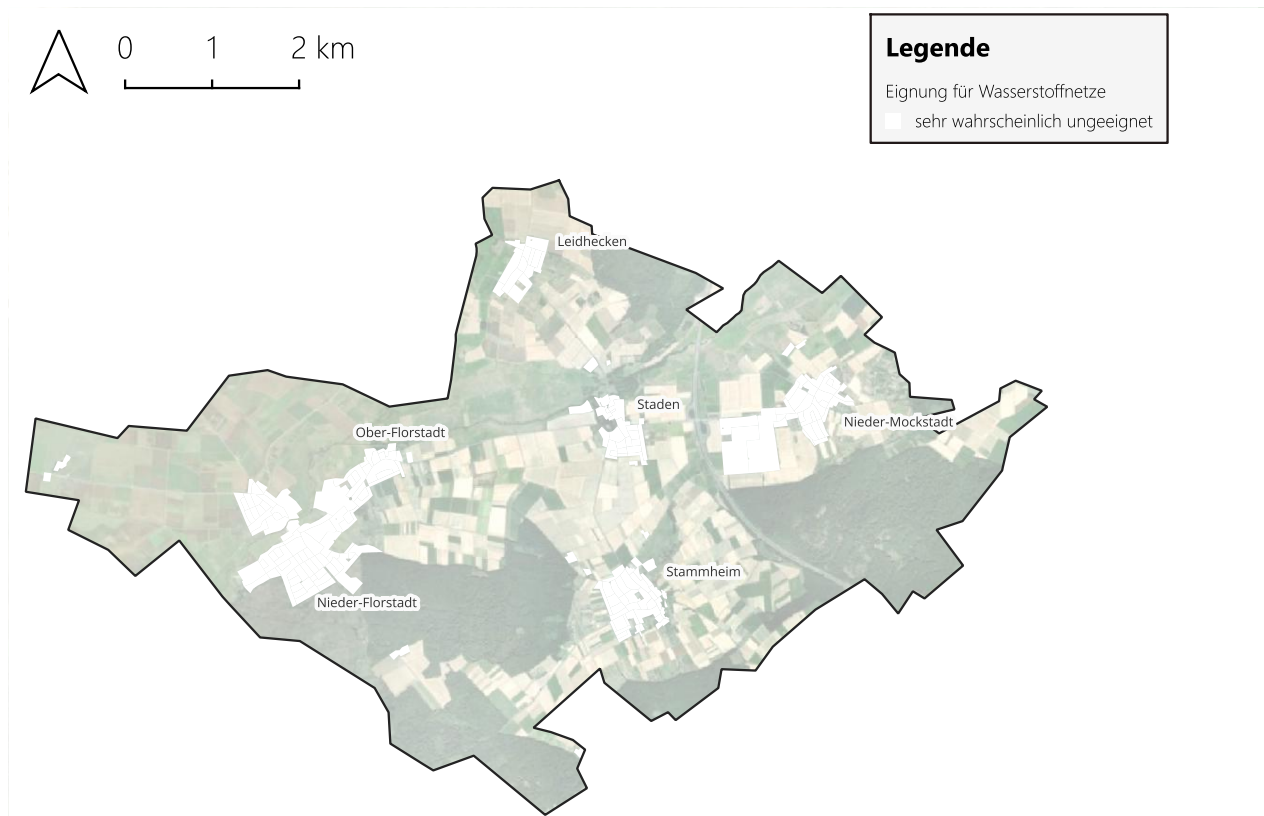 0 1 2 km
Legende
Eignung für Wasserstoffnetze
sehr wahrscheinlich ungeeignet
Leidhecken
Staden
Nieder-Mockstadt
Ober-Florstadt
Stammheim
Nieder-Florstadt